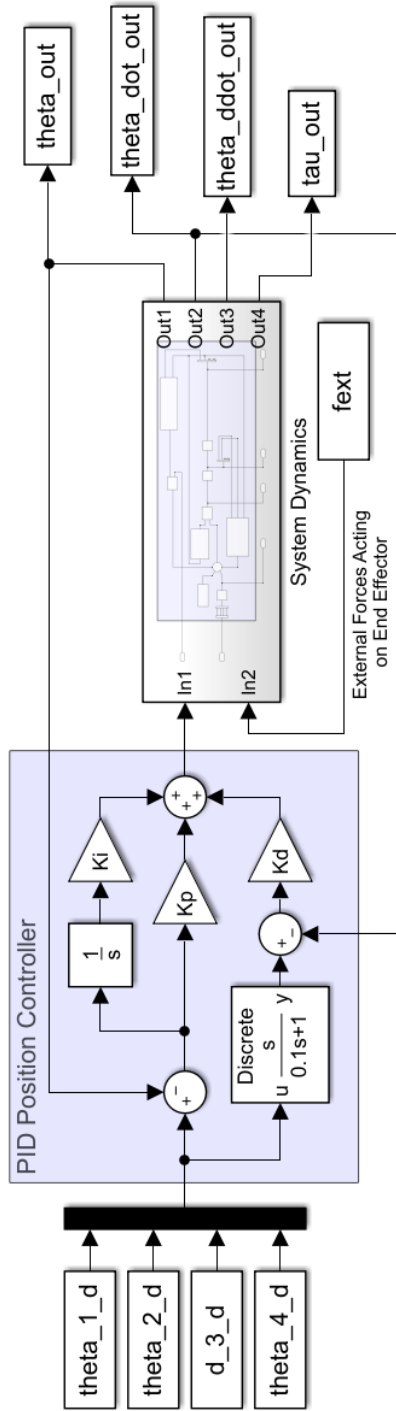 theta_1_d
theta_2_d
d_3_d
theta_4_d
PID Position Controller
+
−
1
s
Ki
Kp
Discrete
u
s
0.1s+1
y
+
−
Kd
+
+
+
In1
In2
Out1
Out2
Out3
Out4
System Dynamics
External Forces Acting
on End Effector
fext
theta_out
theta_dot_out
theta_ddot_out
tau_out